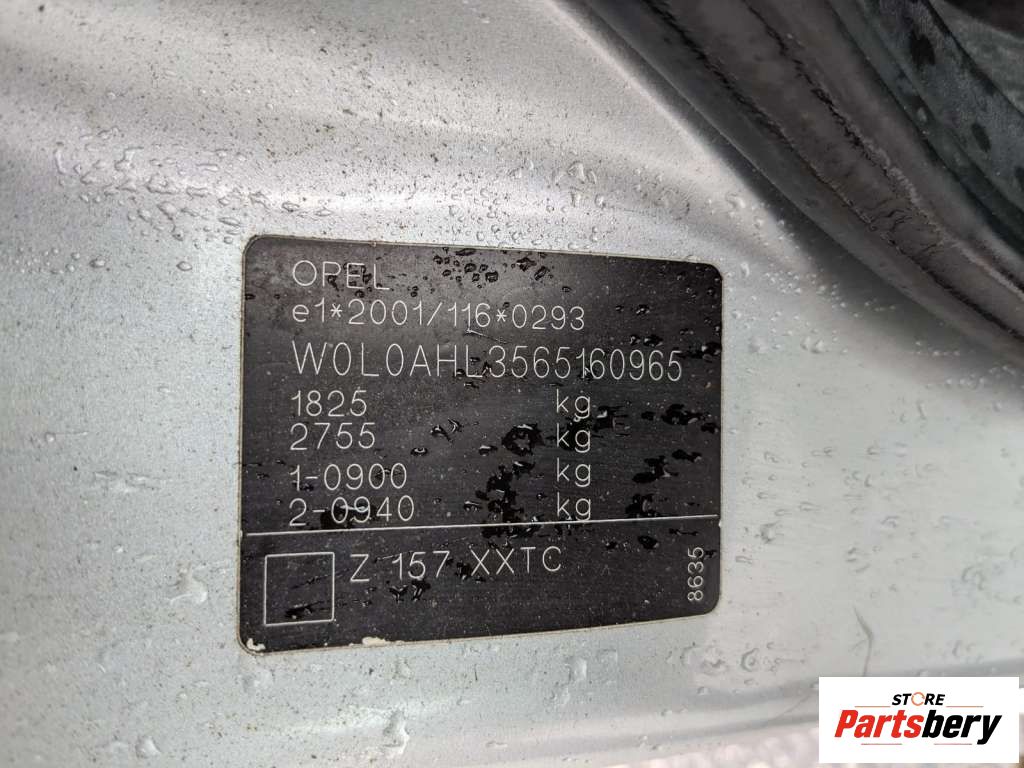 OPEL
e1*2001/116*0293
W0L0AHL3565160965
1825 kg
2755 kg
1-0900 kg
2-0940 kg
Z 157 XXTC
8635
STORE
Partsbery